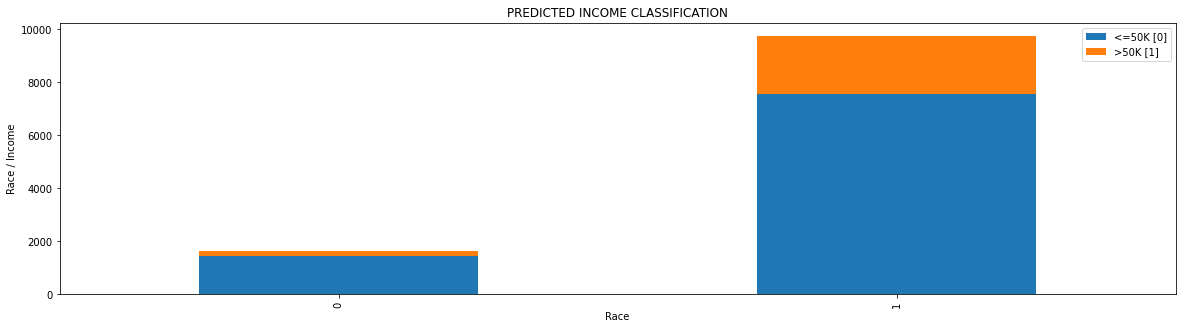 PREDICTED INCOME CLASSIFICATION
<=50K [0]
>50K [1]
Race / Income
10000
8000
6000
4000
2000
0
0
1
Race